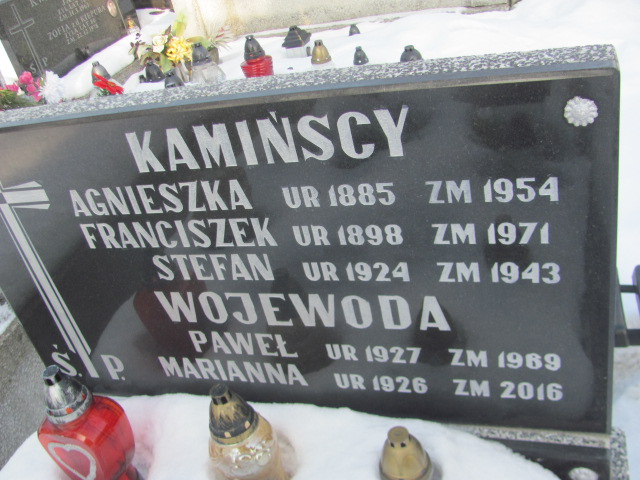 KAMIŃSCY
AGNIESZKA UR 1885 ZM 1954
FRANCISZEK UR 1898 ZM 1971
STEFAN UR 1924 ZM 1943
WOJEWODA
PAWEŁ UR 1927 ZM 1969
MARIANNA UR 1926 ZM 2016
Ś. P.